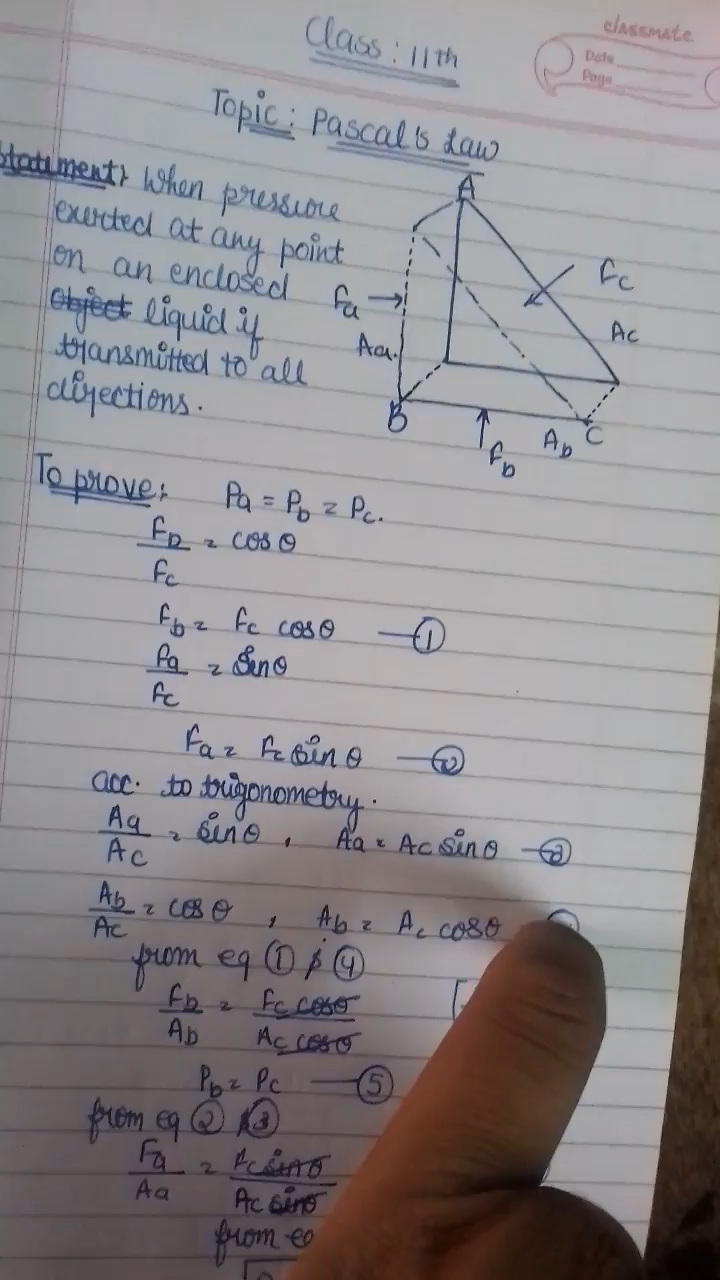 classmate
Date
Page
Class : 11th
Topic : Pascal's Law
Statement: When pressure
exerted at any point
on an enclosed
object liquid if
transmitted to all
directions.
A
Fa
Aa
B
Fb
Ab
C
Fc
Ac
To prove: Pa = Pb = Pc.
Fb/Fc = cos θ
Fb = Fc cos θ —①
Fa/Fc = Sin θ
Fa = Fc sin θ —②
acc. to trigonometry.
Aa/Ac = sin θ , Aa = Ac sin θ —③
Ab/Ac = cos θ , Ab = Ac cos θ
from eq ① & ④
Fb/Ab = Fc cos θ/Ac cos θ
Pb = Pc —⑤
from eq ② & ③
Fa/Aa = Fc sin θ/Ac sin θ
from eq